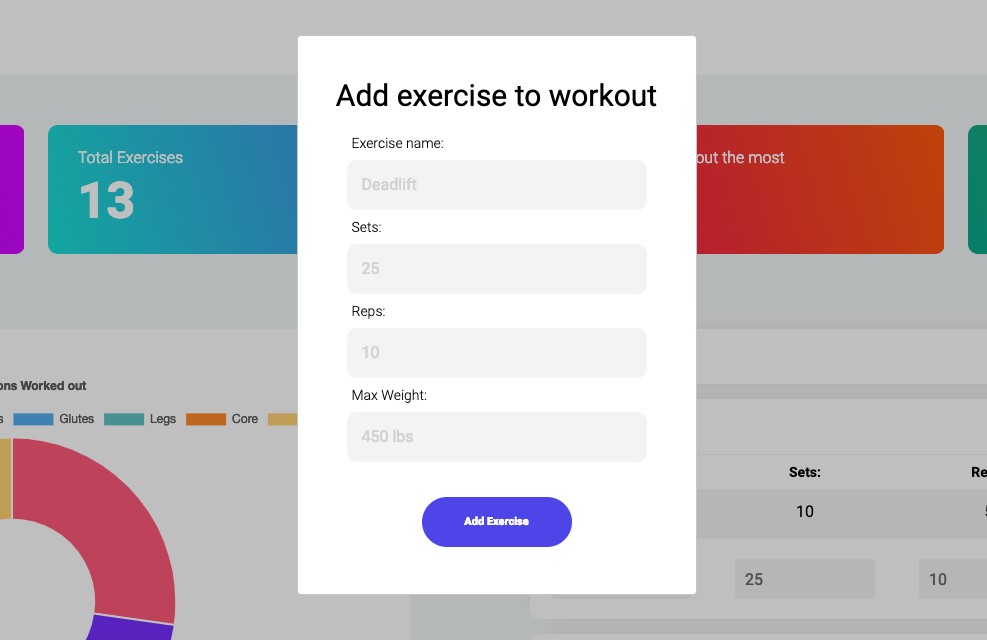 Add exercise to workout
Exercise name:
Deadlift
Sets:
25
Reps:
10
Max Weight:
450 lbs
Add Exercise
Total Exercises
13
out the most
ons Worked out
s Glutes Legs Core
Sets: Re
10
25 10